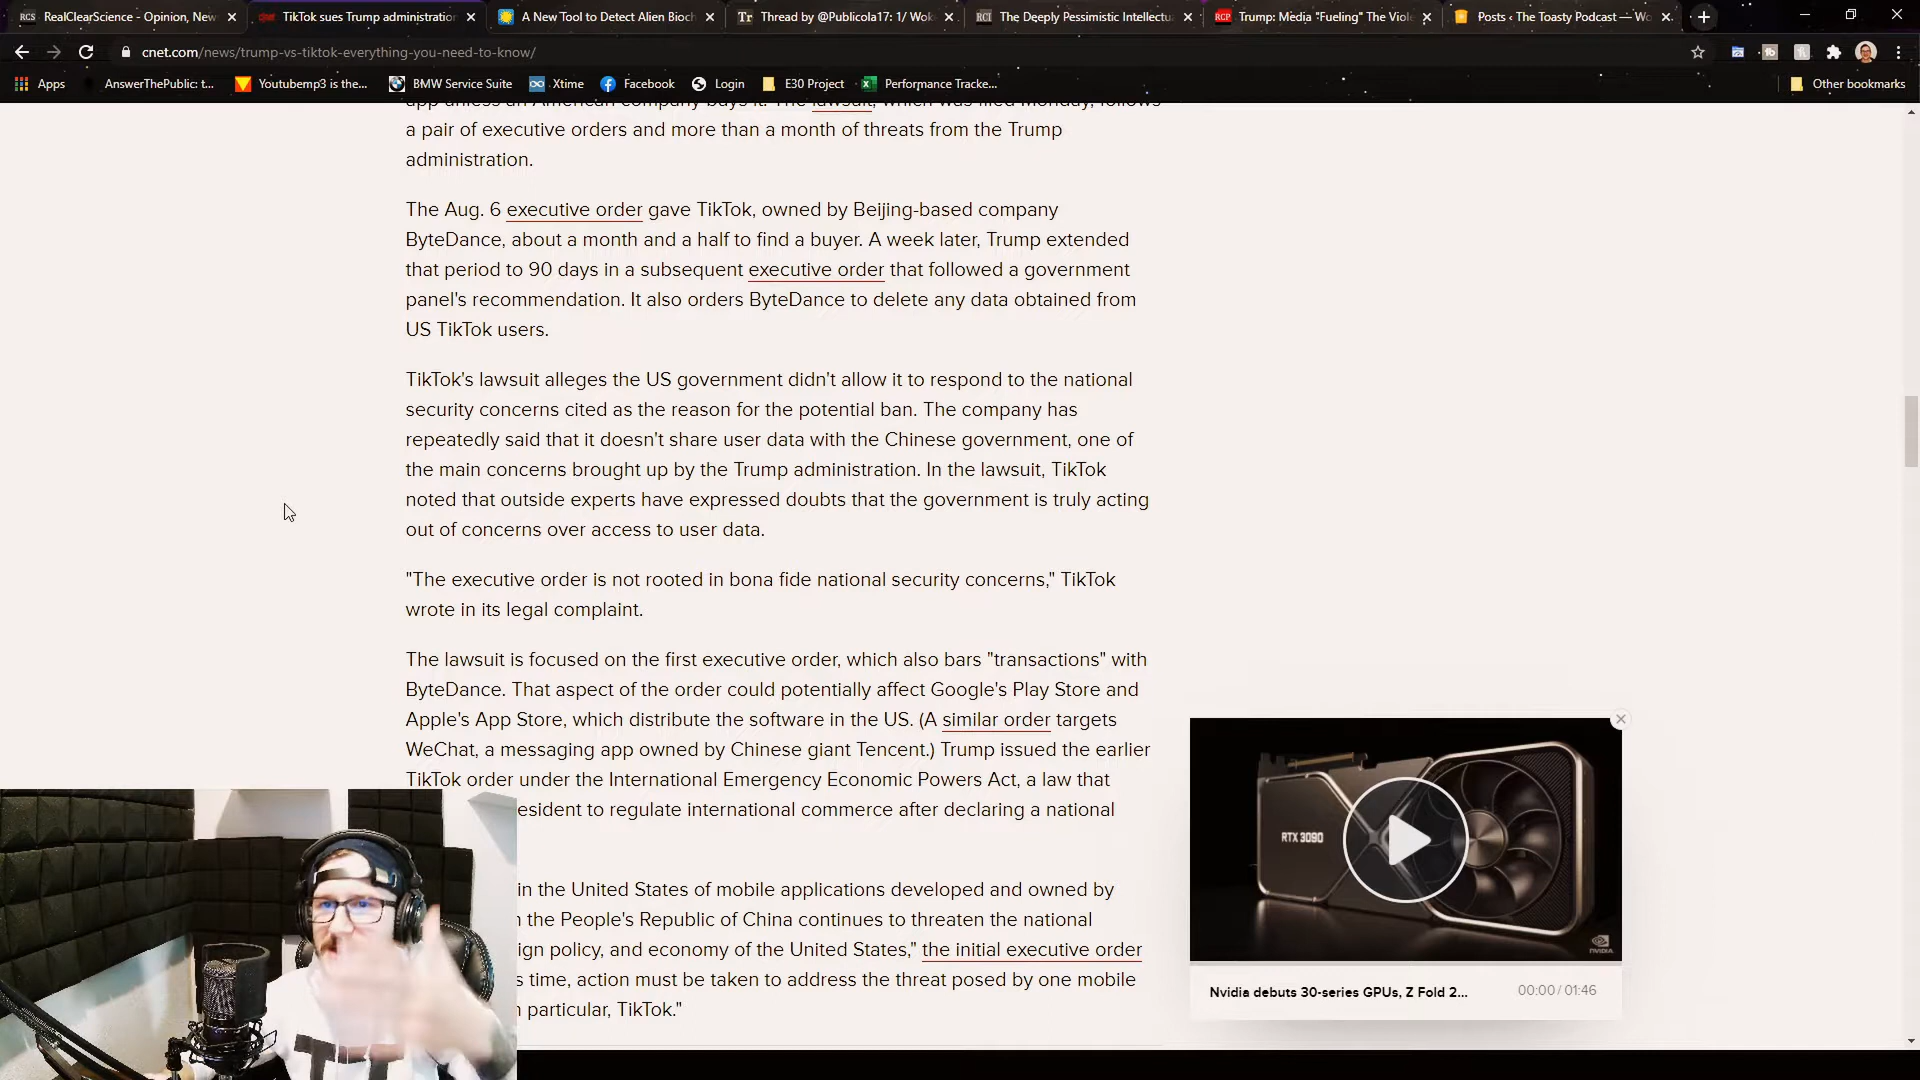 RealClearScience - Opinion, New
TikTok sues Trump administration
A New Tool to Detect Alien Bioch
Thread by @Publicola17: 1/ Wok
The Deeply Pessimistic Intellectu
Trump: Media "Fueling" The Viole
Posts ‹ The Toasty Podcast — Wo
cnet.com/news/trump-vs-tiktok-everything-you-need-to-know/
Apps
AnswerThePublic: t...
Youtubemp3 is the...
BMW Service Suite
Xtime
Facebook
Login
E30 Project
Performance Tracke...
Other bookmarks
app unless an American company buys it. The lawsuit, which was filed Monday, follows
a pair of executive orders and more than a month of threats from the Trump
administration.
The Aug. 6 executive order gave TikTok, owned by Beijing-based company
ByteDance, about a month and a half to find a buyer. A week later, Trump extended
that period to 90 days in a subsequent executive order that followed a government
panel's recommendation. It also orders ByteDance to delete any data obtained from
US TikTok users.
TikTok's lawsuit alleges the US government didn't allow it to respond to the national
security concerns cited as the reason for the potential ban. The company has
repeatedly said that it doesn't share user data with the Chinese government, one of
the main concerns brought up by the Trump administration. In the lawsuit, TikTok
noted that outside experts have expressed doubts that the government is truly acting
out of concerns over access to user data.
"The executive order is not rooted in bona fide national security concerns," TikTok
wrote in its legal complaint.
The lawsuit is focused on the first executive order, which also bars "transactions" with
ByteDance. That aspect of the order could potentially affect Google's Play Store and
Apple's App Store, which distribute the software in the US. (A similar order targets
WeChat, a messaging app owned by Chinese giant Tencent.) Trump issued the earlier
TikTok order under the International Emergency Economic Powers Act, a law that
esident to regulate international commerce after declaring a national
in the United States of mobile applications developed and owned by
n the People's Republic of China continues to threaten the national
ign policy, and economy of the United States," the initial executive order
s time, action must be taken to address the threat posed by one mobile
n particular, TikTok."
RTX 3090
NVIDIA
Nvidia debuts 30-series GPUs, Z Fold 2...
00:00 / 01:46